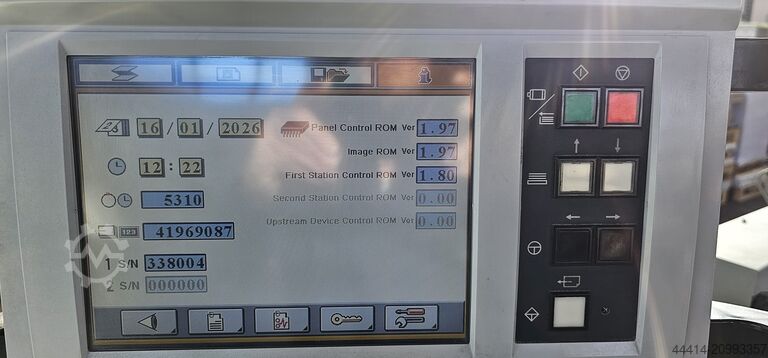 16 / 01 / 2026
Panel Control ROM Ver 1.97
Image ROM Ver 1.97
12 : 22
First Station Control ROM Ver 1.80
5310
Second Station Control ROM Ver 0.00
Upstream Device Control ROM Ver 0.00
123 41969087
1 S/N 338004
2 S/N 000000
44414-20993357